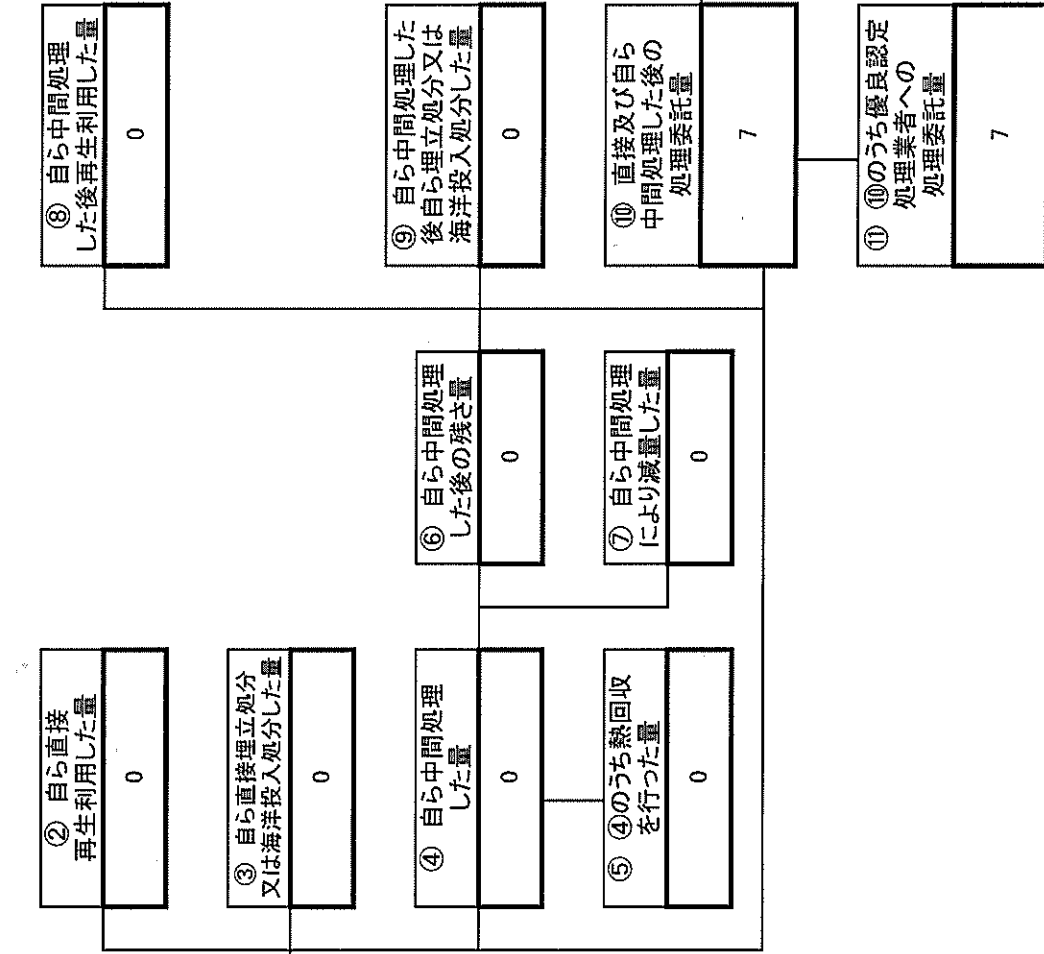 ② 自ら直接
再生利用した量
0
③ 自ら直接埋立処分
又は海洋投入処分した量
0
④ 自ら中間処理
した量
0
⑤ ④のうち熱回収
を行った量
0
⑥ 自ら中間処理
した後の残さ量
0
⑦ 自ら中間処理
により減量した量
0
⑧ 自ら中間処理
した後再生利用した量
0
⑨ 自ら中間処理した
後自ら埋立処分又は
海洋投入処分した量
0
⑩ 直接及び自ら
中間処理した後の
処理委託量
7
⑪ ⑩のうち優良認定
処理業者への
処理委託量
7